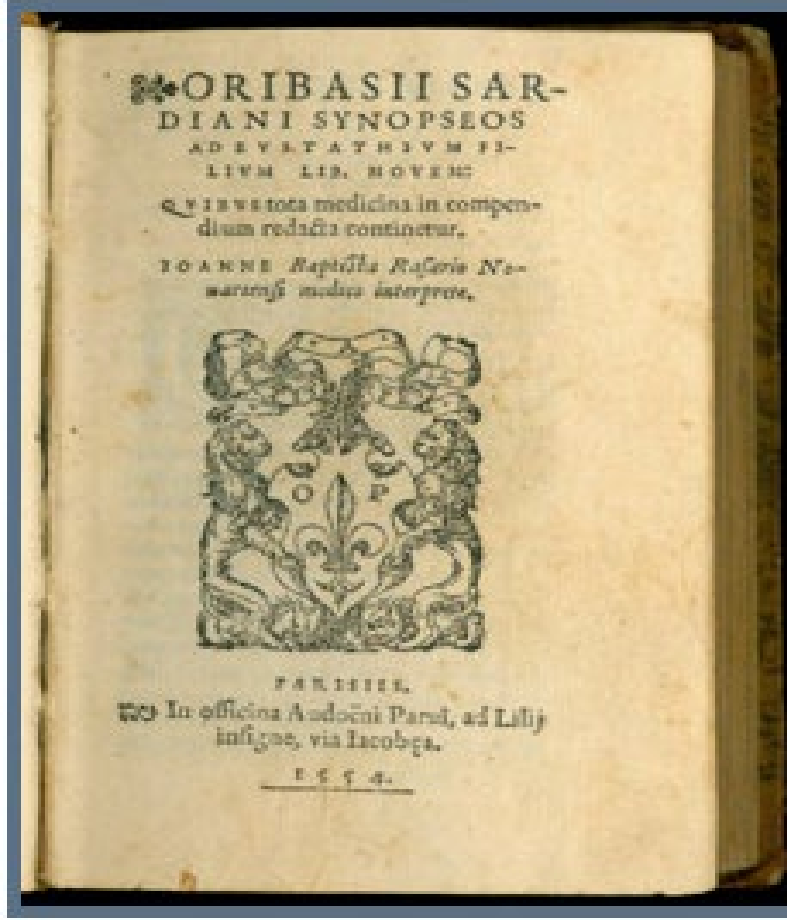 ❧ORIBASII SAR-
DIANI SYNOPSEOS
AD EVSTATHIVM FI-
LIVM LIB. NOVEM:
QVIBVS tota medicina in compen-
dium redacta continetur.
IOANNE Baptista Rasario No-
uariensi medico interprete.
O P
PARISIIS.
In officina Audoëni Parui, ad Lilij
insigne, via Iacobęa.
1554.